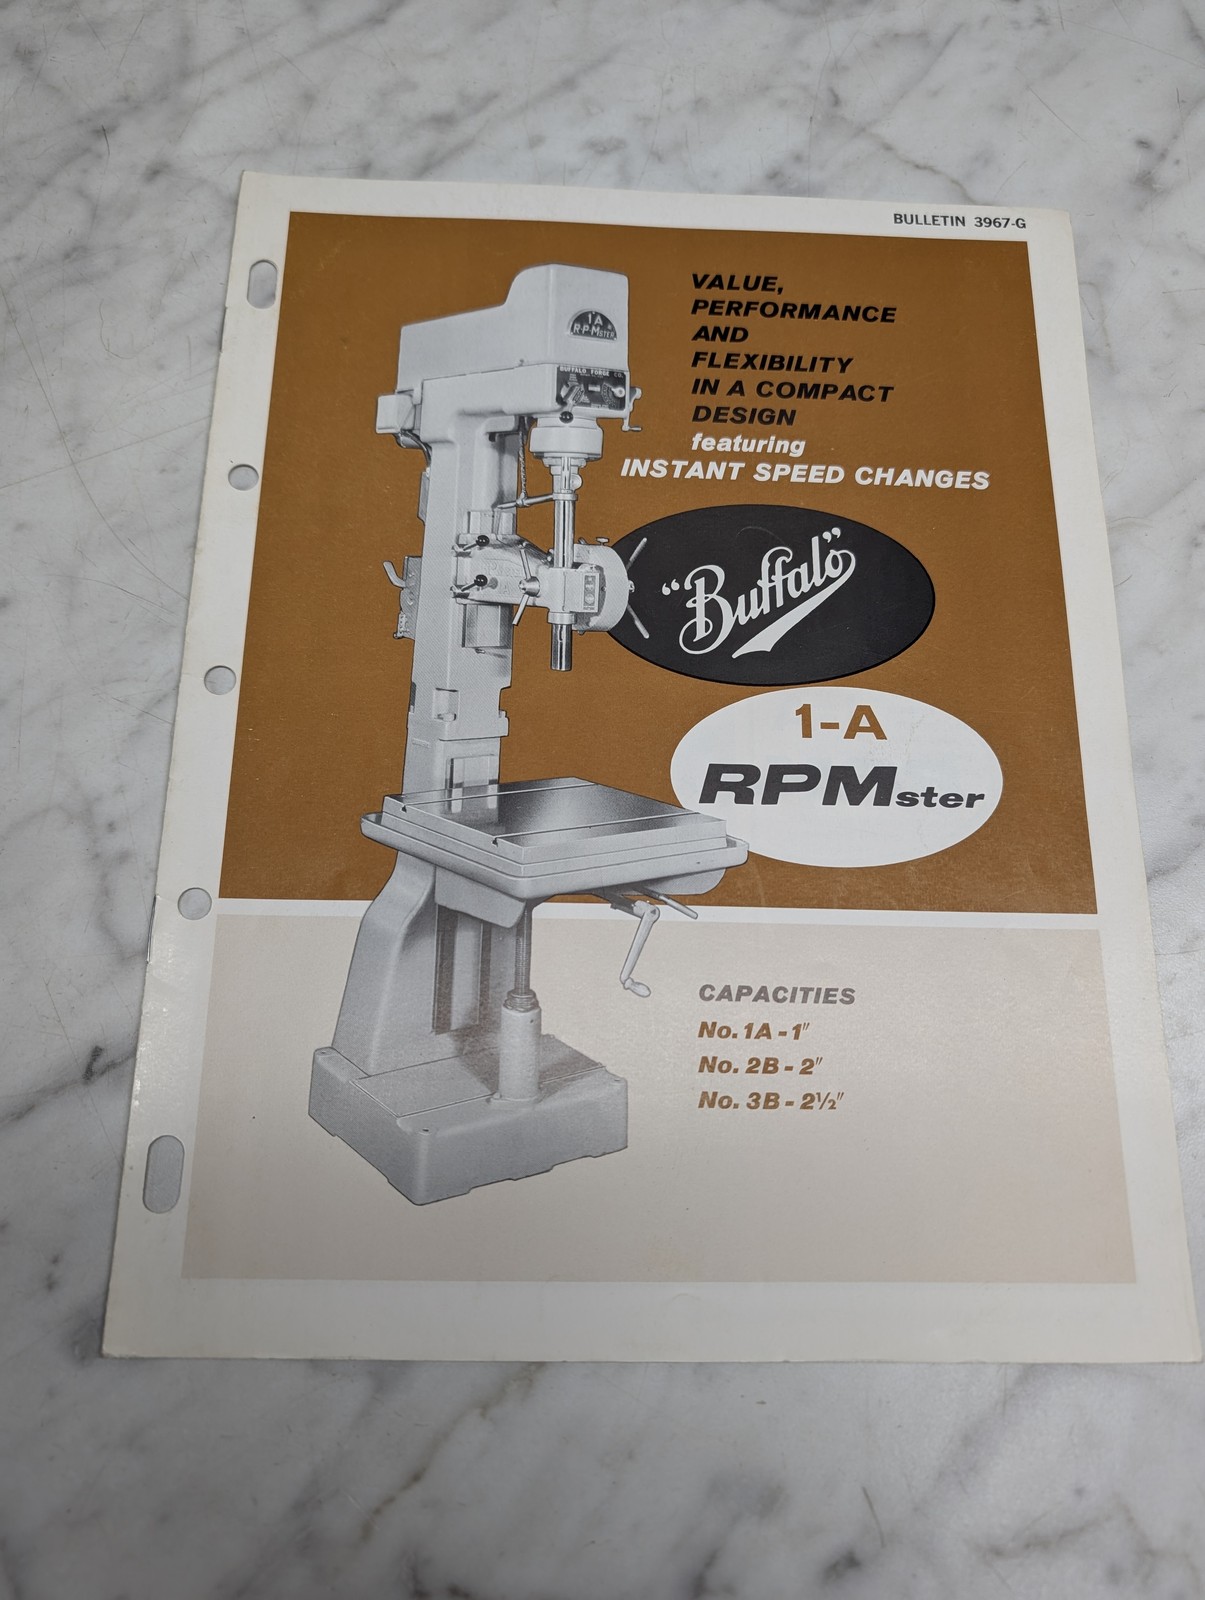 BULLETIN 3967-G
VALUE,
PERFORMANCE
AND
FLEXIBILITY
IN A COMPACT
DESIGN
featuring
INSTANT SPEED CHANGES
1A
RPMSTER
BUFFALO FORGE CO.
"Buffalo"
1-A
RPMster
CAPACITIES
No. 1A - 1"
No. 2B - 2"
No. 3B - 2½"